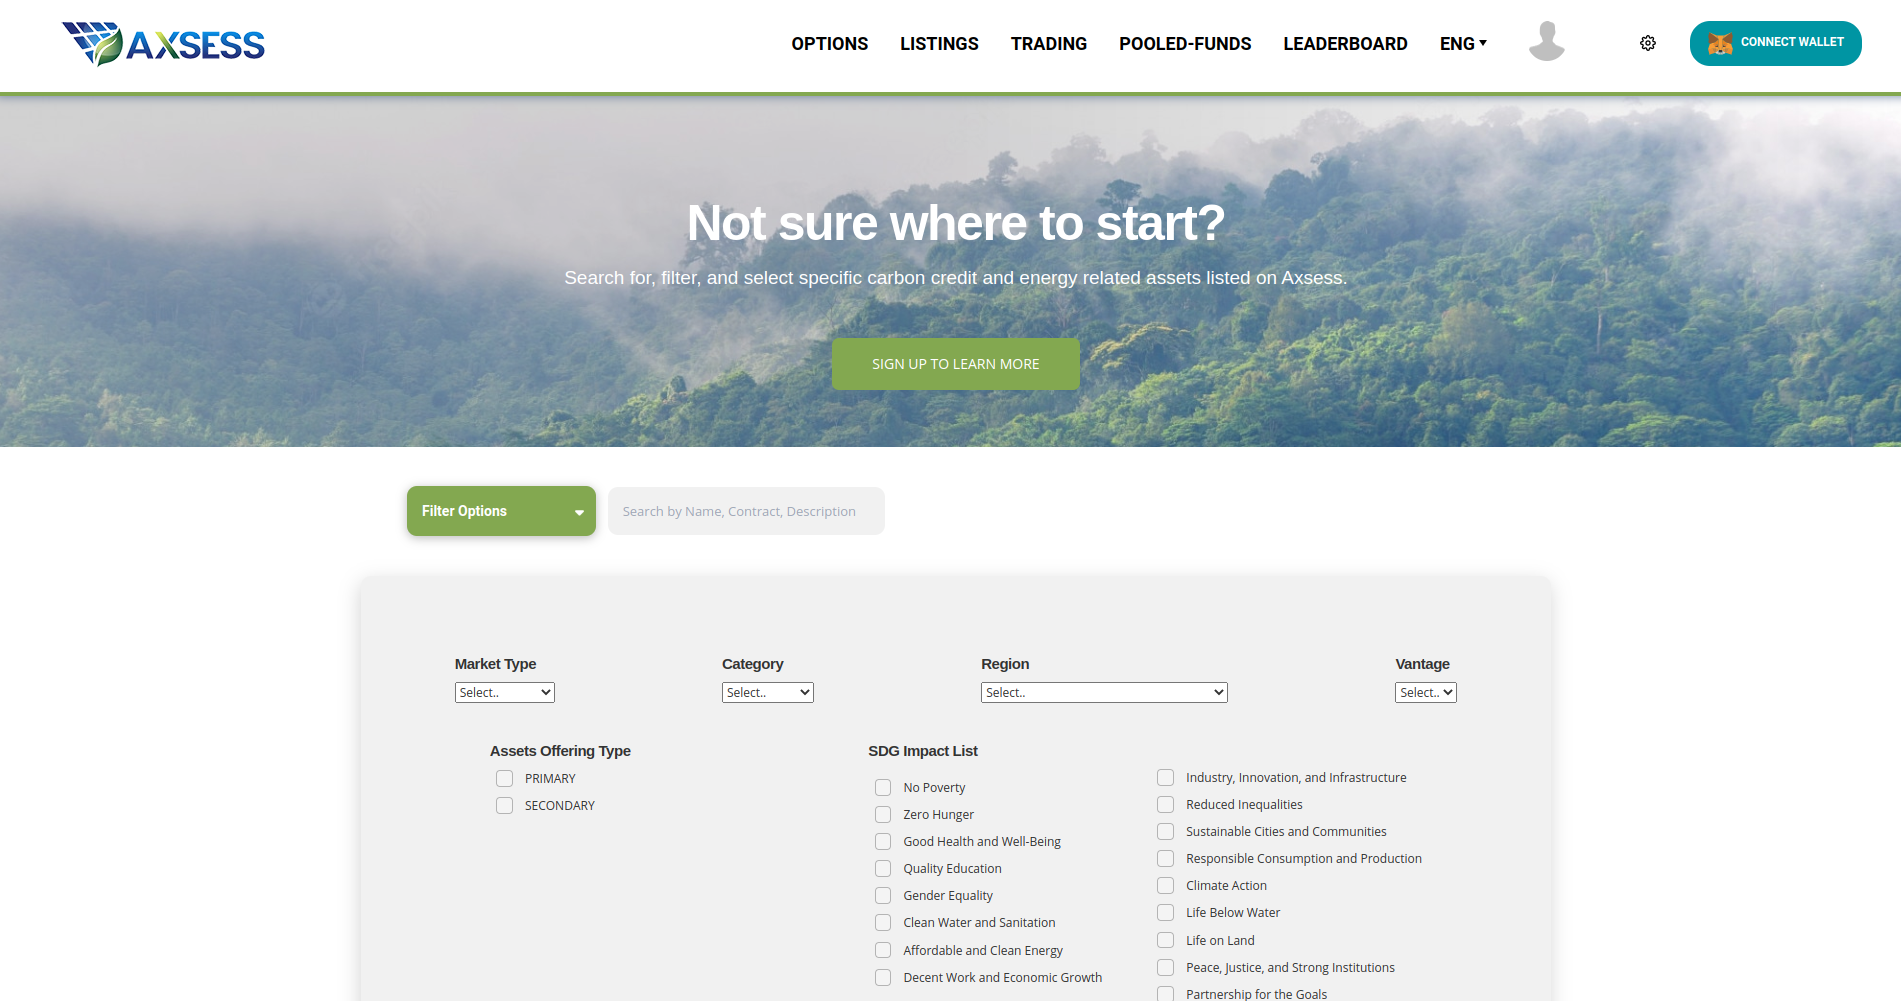 AXSESS
OPTIONS LISTINGS TRADING POOLED-FUNDS LEADERBOARD ENG CONNECT WALLET
Not sure where to start?
Search for, filter, and select specific carbon credit and energy related assets listed on Axsess.
SIGN UP TO LEARN MORE
Filter Options Search by Name, Contract, Description
Market Type Category Region Vantage
Select.. Select.. Select.. Select..
Assets Offering Type
PRIMARY
SECONDARY
SDG Impact List
No Poverty
Zero Hunger
Good Health and Well-Being
Quality Education
Gender Equality
Clean Water and Sanitation
Affordable and Clean Energy
Decent Work and Economic Growth
Industry, Innovation, and Infrastructure
Reduced Inequalities
Sustainable Cities and Communities
Responsible Consumption and Production
Climate Action
Life Below Water
Life on Land
Peace, Justice, and Strong Institutions
Partnership for the Goals